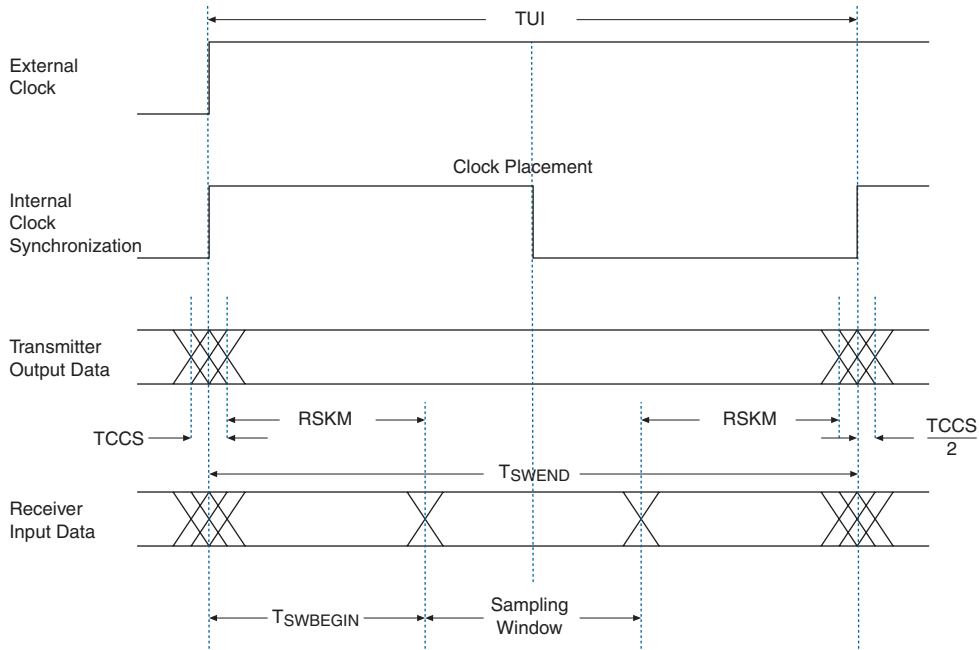 TUI
External
Clock
Clock Placement
Internal
Clock
Synchronization
Transmitter
Output Data
RSKM
RSKM
TCCS
TCCS
2
TSWEND
Receiver
Input Data
TSWBEGIN
Sampling
Window